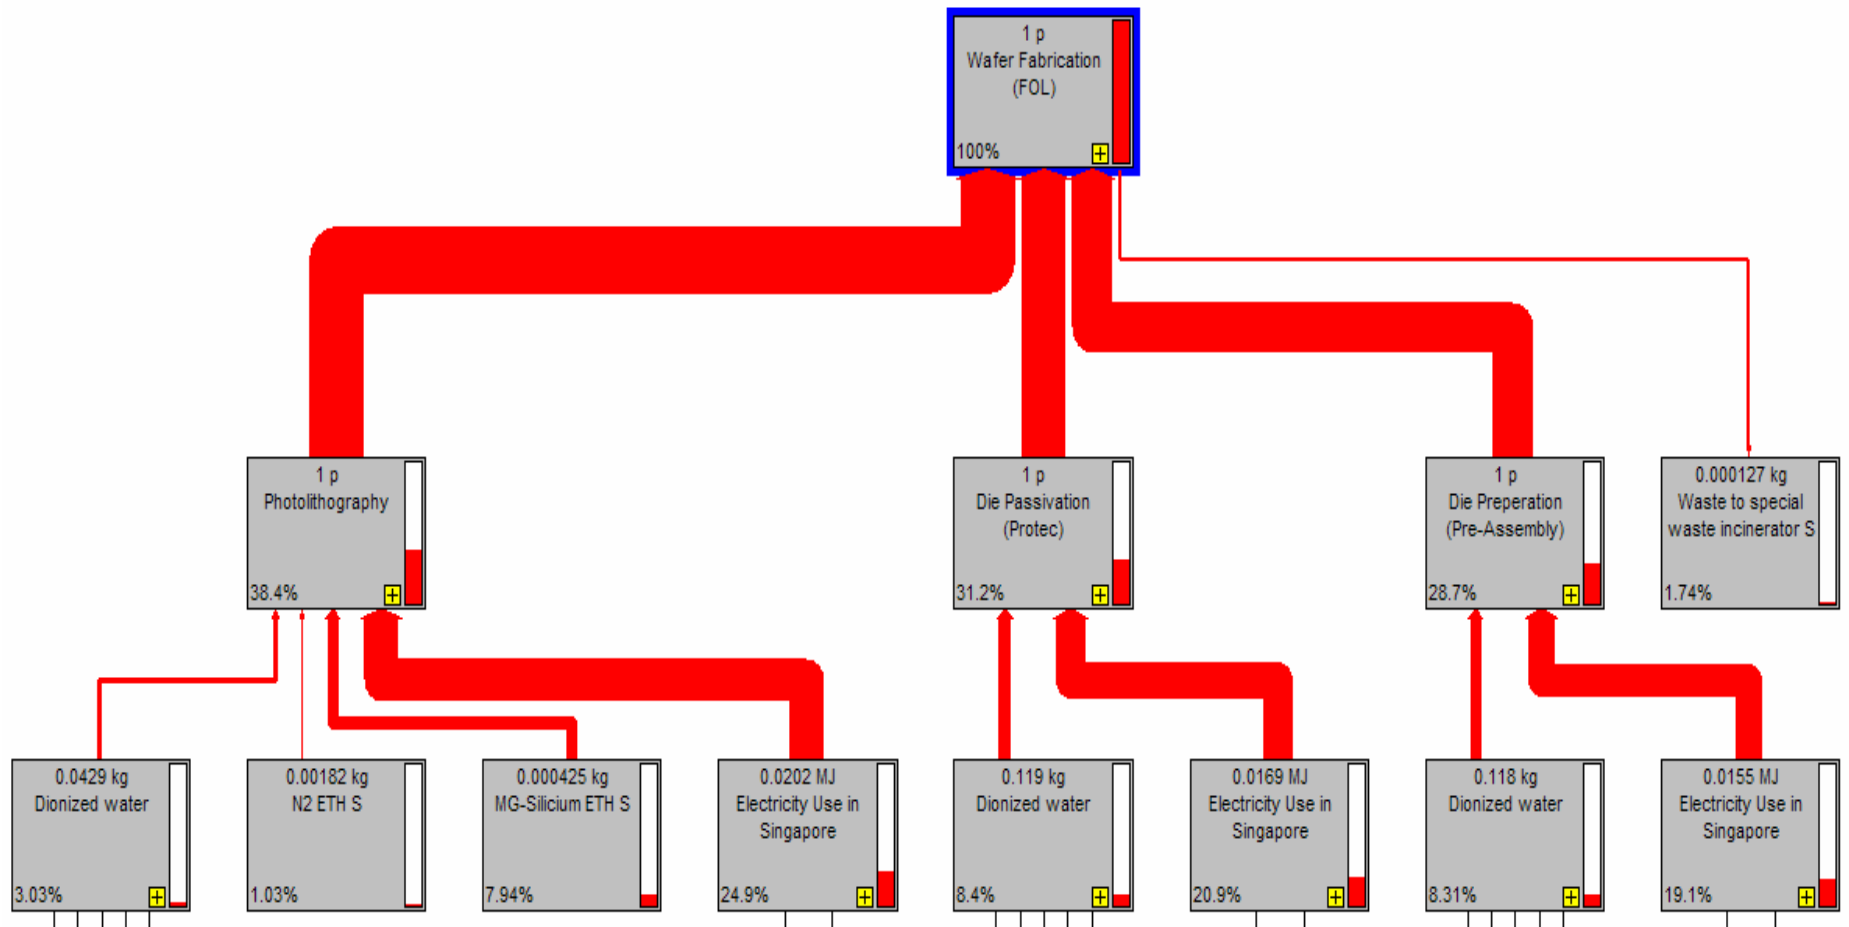 1 p
Wafer Fabrication
(FOL)
100%
1 p
Photolithography
38.4%
1 p
Die Passivation
(Protec)
31.2%
1 p
Die Preperation
(Pre-Assembly)
28.7%
0.000127 kg
Waste to special
waste incinerator S
1.74%
0.0429 kg
Dionized water
3.03%
0.00182 kg
N2 ETH S
1.03%
0.000425 kg
MG-Silicium ETH S
7.94%
0.0202 MJ
Electricity Use in
Singapore
24.9%
0.119 kg
Dionized water
8.4%
0.0169 MJ
Electricity Use in
Singapore
20.9%
0.118 kg
Dionized water
8.31%
0.0155 MJ
Electricity Use in
Singapore
19.1%